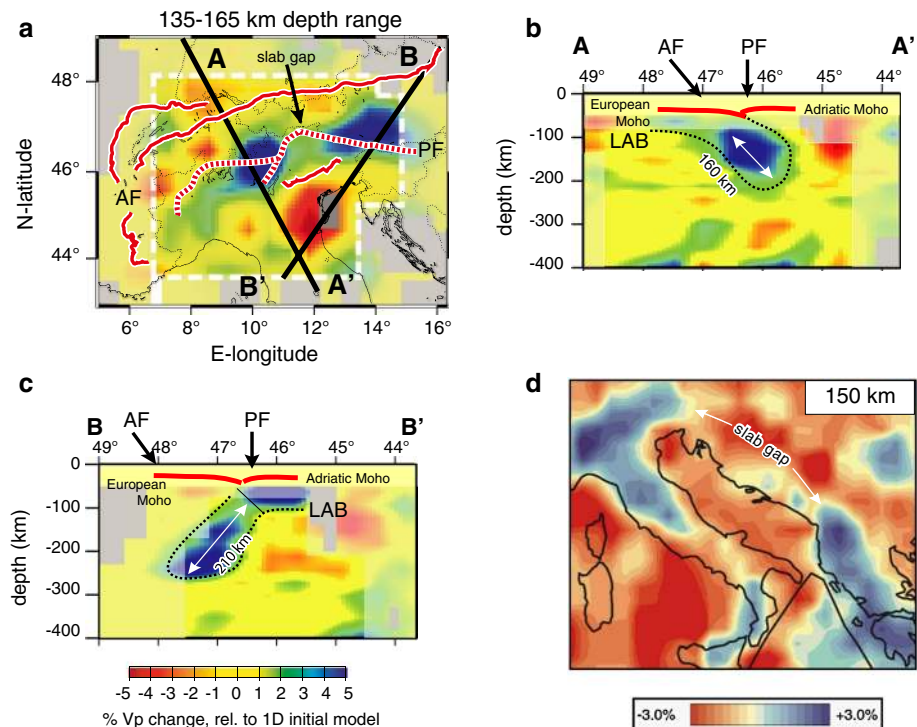 a
135-165 km depth range
A
B
slab gap
48°
46°
44°
N-latitude
PF
AF
B'
A'
6°
8°
10°
12°
14°
16°
E-longitude
b
A
AF
PF
A'
49°
48°
47°
46°
45°
44°
0
-100
-200
-300
-400
depth (km)
European
Moho
Adriatic Moho
LAB
160 km
c
B
AF
PF
B'
49°
48°
47°
46°
45°
44°
0
-100
-200
-300
-400
depth (km)
European
Moho
Adriatic Moho
LAB
210 km
-5 -4 -3 -2 -1 0 1 2 3 4 5
% Vp change, rel. to 1D initial model
d
150 km
slab gap
-3.0% +3.0%